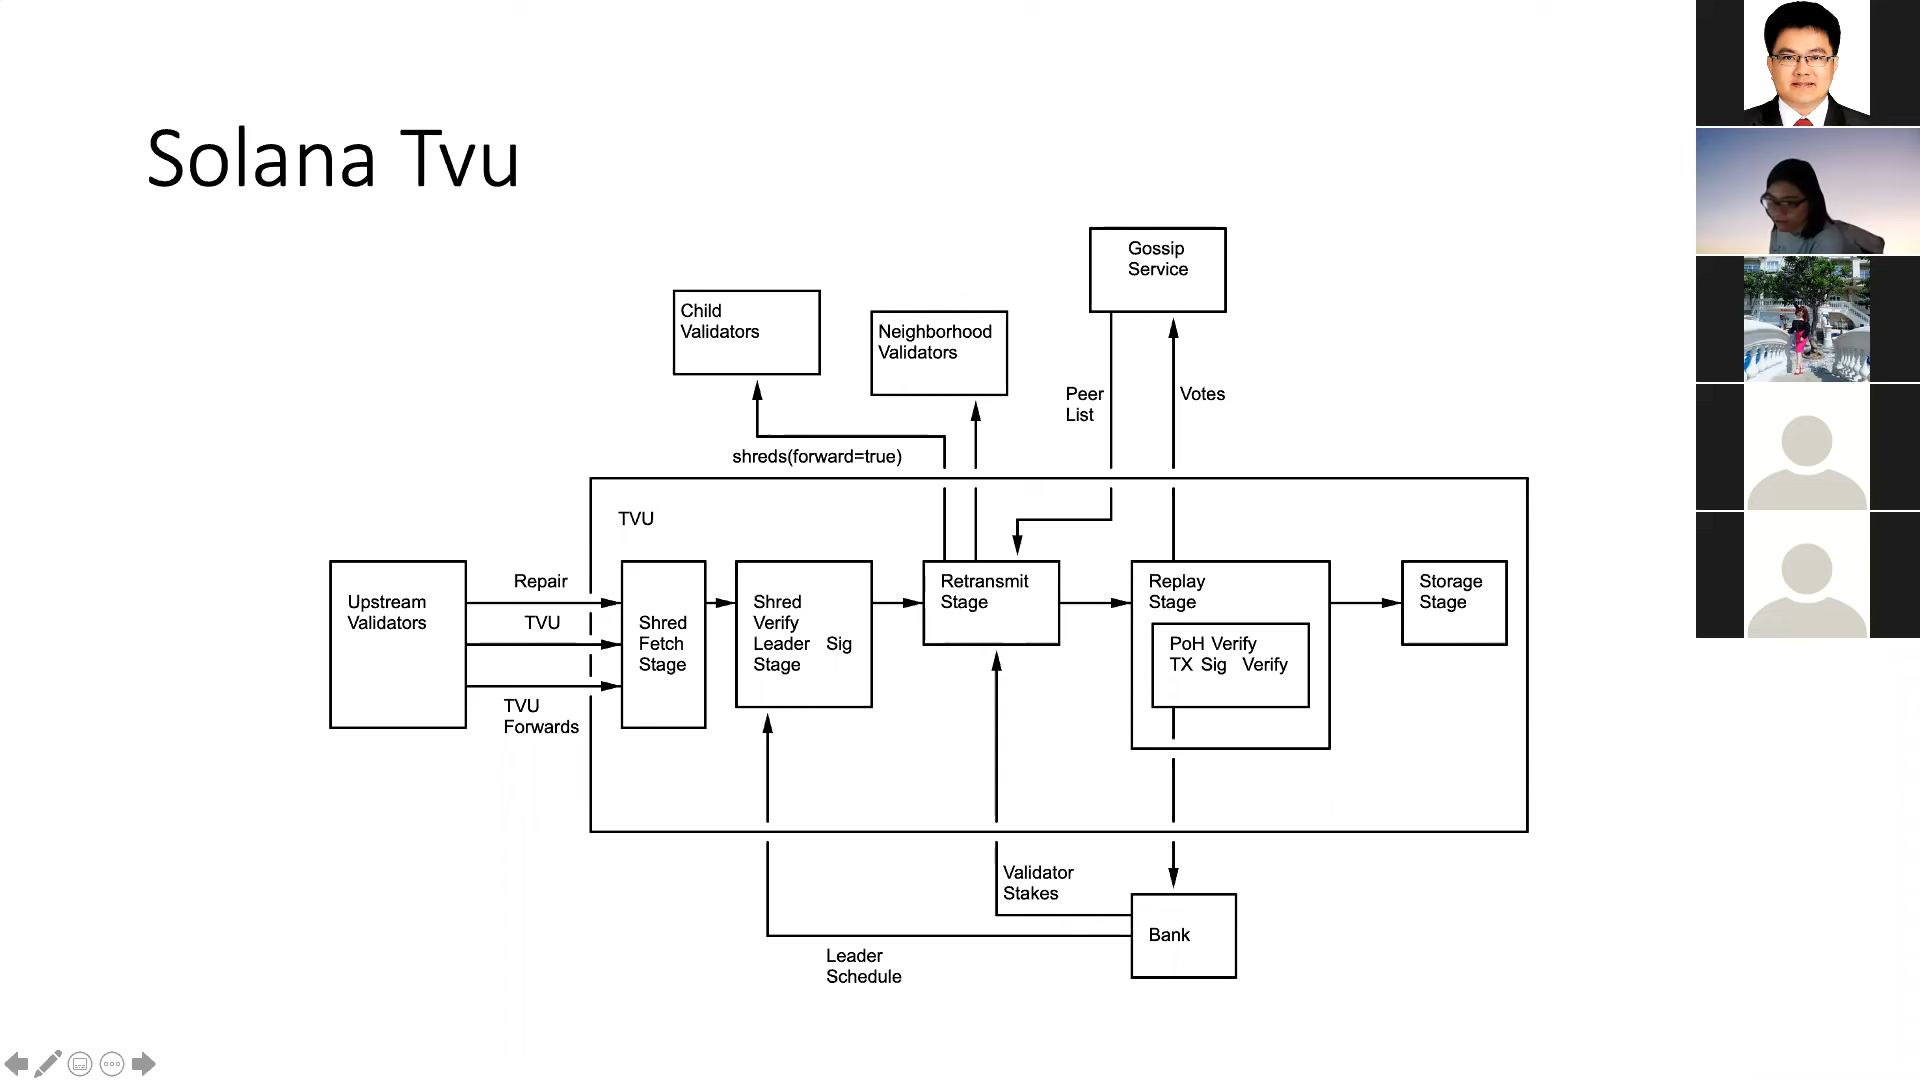 Solana Tvu
Gossip
Service
Child
Validators
Neighborhood
Validators
Peer
List
Votes
shreds(forward=true)
TVU
Upstream
Validators
Repair
TVU
TVU
Forwards
Shred
Fetch
Stage
Shred
Verify
Leader Sig
Stage
Retransmit
Stage
Replay
Stage
PoH Verify
TX Sig Verify
Storage
Stage
Validator
Stakes
Bank
Leader
Schedule